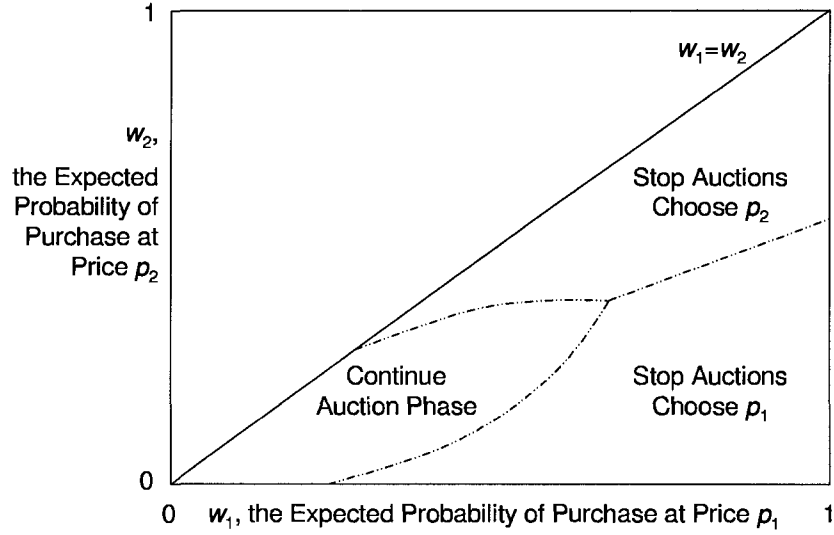 1
w₁=w₂
w₂,
the Expected
Probability of
Purchase at
Price p₂
Stop Auctions
Choose p₂
Continue
Auction Phase
Stop Auctions
Choose p₁
0
0 w₁, the Expected Probability of Purchase at Price p₁ 1